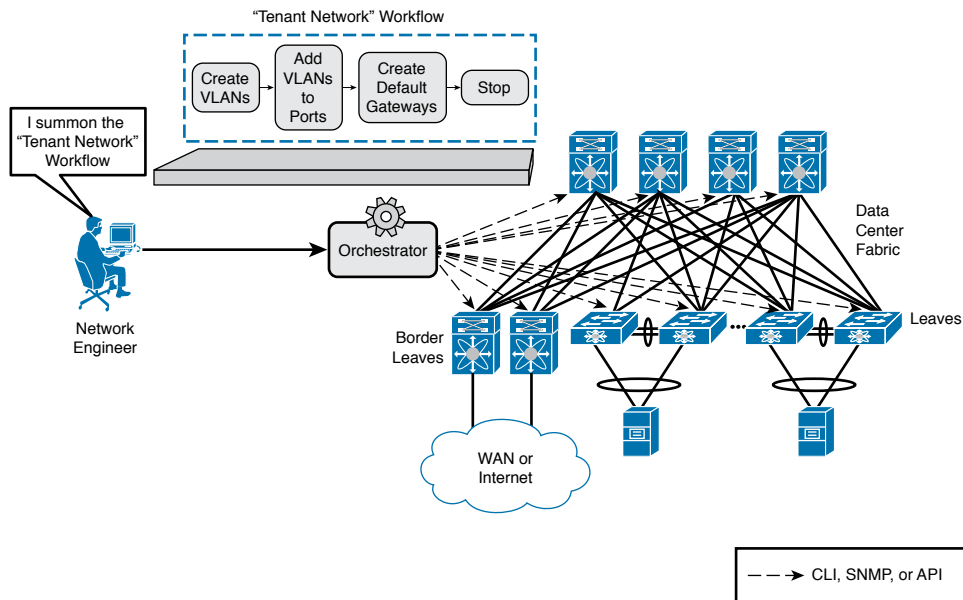 “Tenant Network” Workflow
Create
VLANs
Add
VLANs
to
Ports
Create
Default
Gateways
Stop
I summon the
“Tenant Network”
Workflow
Orchestrator
Network
Engineer
Data
Center
Fabric
Border
Leaves
Leaves
WAN or
Internet
CLI, SNMP, or API